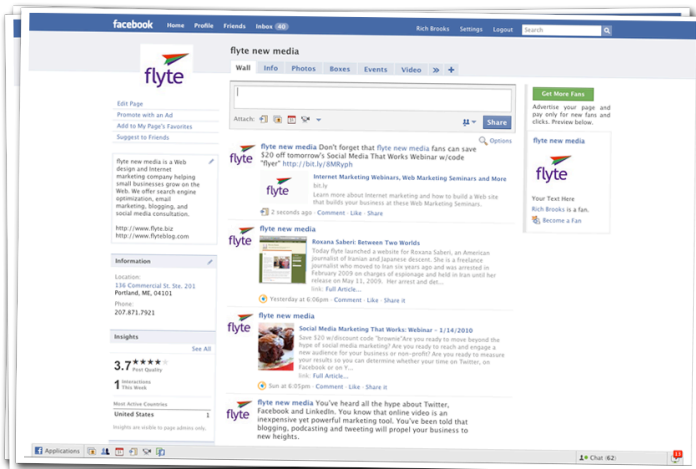 facebook Home Profile Friends Inbox 40 Rich Brooks Settings Logout Search
flyte
flyte new media
Wall Info Photos Boxes Events Video » +
Attach: Share
Options
Edit Page
Promote with an Ad
Add to My Page's Favorites
Suggest to Friends
flyte new media is a Web
design and Internet
marketing company helping
small businesses grow on the
Web. We offer search engine
optimization, email
marketing, blogging, and
social media consultation.
http://www.flyte.biz
http://www.flyteblog.com
Information
Location:
136 Commercial St. Ste. 201
Portland, ME, 04101
Phone:
207.871.7921
Insights
See All
3.7 Post Quality
1 Interactions
This Week
Most Active Countries
United States 1
Insights are visible to page admins only.
flyte
flyte new media Don't forget that flyte new media fans can save
$20 off tomorrow's Social Media That Works Webinar w/code
"flyer" http://bit.ly/8MRyph
flyte
Internet Marketing Webinars, Web Marketing Seminars and More
bit.ly
Learn more about Internet marketing and how to build a Web site
that builds your business at these Web Marketing Seminars.
2 seconds ago · Comment · Like · Share
flyte
flyte new media
Roxana Saberi: Between Two Worlds
Today flyte launched a website for Roxana Saberi, an American
journalist of Iranian and Japanese descent. She is a freelance
journalist who moved to Iran six years ago and was arrested in
February 2009 on charges of espionage and held in Iran until her
release on May 11, 2009. Her arrest and det...
link: Full Article...
Yesterday at 6:06pm · Comment · Like · Share it
flyte
flyte new media
Social Media Marketing That Works: Webinar – 1/14/2010
Save $20 w/discount code "brownie"Are you ready to move beyond the
hype of social media marketing? Are you ready to reach and engage a
new audience for your business or non-profit? Are you ready to measure
your results so you can determine whether your time on Twitter, on
Facebook or on Y...
link: Full Article...
Sun at 6:05pm · Comment · Like · Share it
flyte
flyte new media You've heard all the hype about Twitter,
Facebook and LinkedIn. You know that online video is an
inexpensive yet powerful marketing tool. You've been told that
blogging, podcasting and tweeting will propel your business to
new heights.
Get More Fans
Advertise your page and
pay only for new fans and
clicks. Preview below.
flyte new media
flyte
Your Text Here
Rich Brooks is a fan.
Become a Fan
Applications Chat (62)